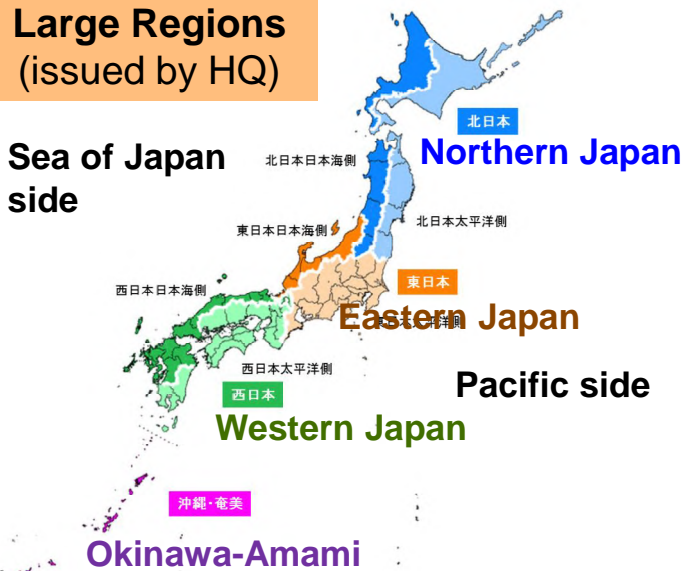 Large Regions
(issued by HQ)
北日本
Northern Japan
Sea of Japan
side
北日本日本海側
北日本太平洋側
東日本日本海側
東日本
西日本日本海側
Eastern Japan
西日本太平洋側
Pacific side
西日本
Western Japan
沖縄・奄美
Okinawa-Amami